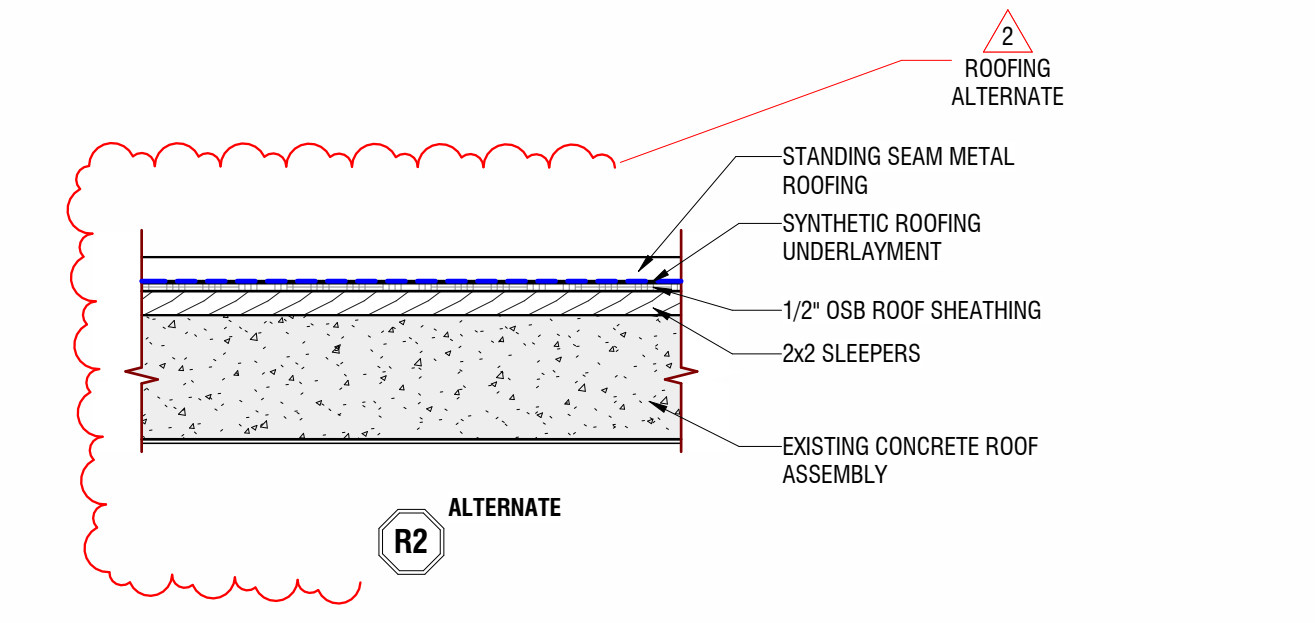 2
ROOFING
ALTERNATE
STANDING SEAM METAL
ROOFING
SYNTHETIC ROOFING
UNDERLAYMENT
1/2" OSB ROOF SHEATHING
2x2 SLEEPERS
EXISTING CONCRETE ROOF
ASSEMBLY
ALTERNATE
R2